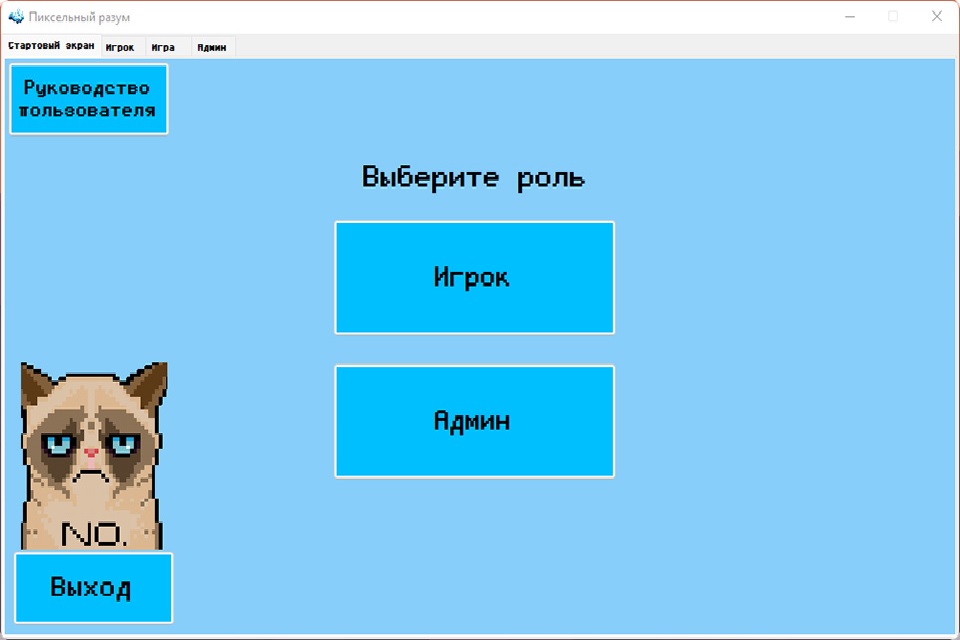 Пиксельный разум
Стартовый экран Игрок Игра Админ
Руководство
пользователя
Выберите роль
Игрок
Админ
NO.
Выход